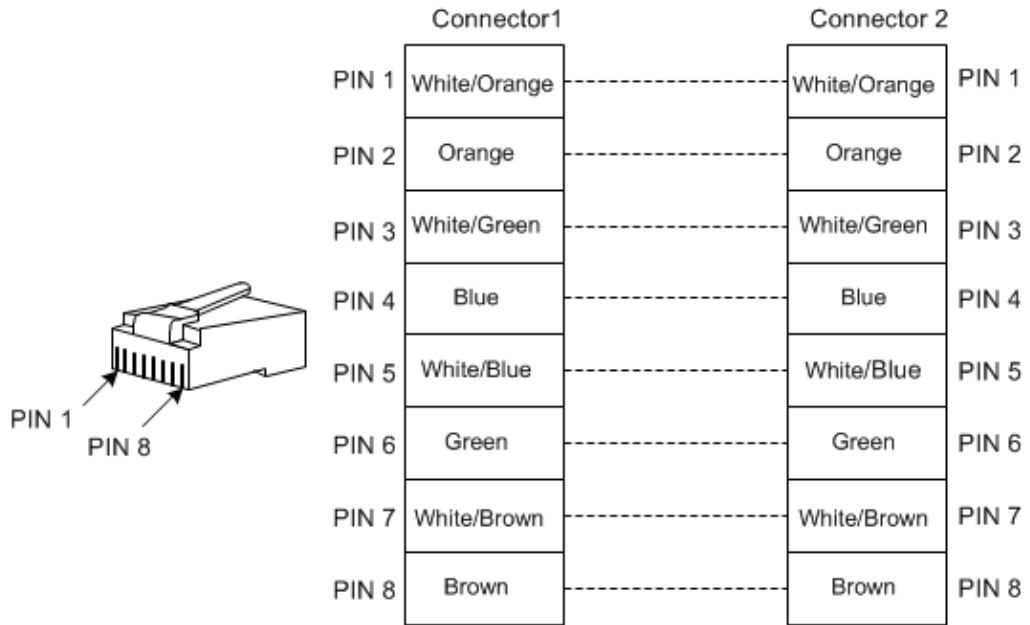 Connector1 Connector 2
PIN 1 White/Orange White/Orange PIN 1
PIN 2 Orange Orange PIN 2
PIN 3 White/Green White/Green PIN 3
PIN 4 Blue Blue PIN 4
PIN 5 White/Blue White/Blue PIN 5
PIN 6 Green Green PIN 6
PIN 7 White/Brown White/Brown PIN 7
PIN 8 Brown Brown PIN 8
PIN 1
PIN 8